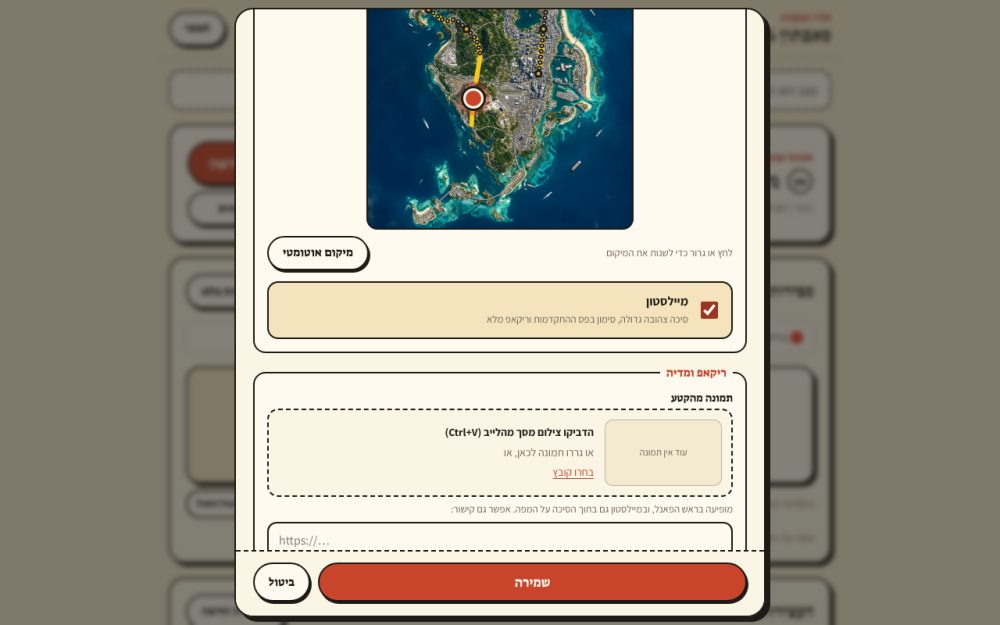 לחץ או גרור כדי לשנות את המיקום
מיקום אוטומטי
מיילסטון
סיכה צהובה גדולה, סימון בפס ההתקדמות וריקאפ מלא
ריקאפ ומדיה
תמונה מהקטע
עוד אין תמונה
הדביקו צילום מסך מהלייב (Ctrl+V)
או גררו תמונה לכאן, או
בחרו קובץ
מופיעה בראש הפאנל, ובמיילסטון גם בתוך הסיכה על המפה. אפשר גם קישור:
https://…
שמירה
ביטול